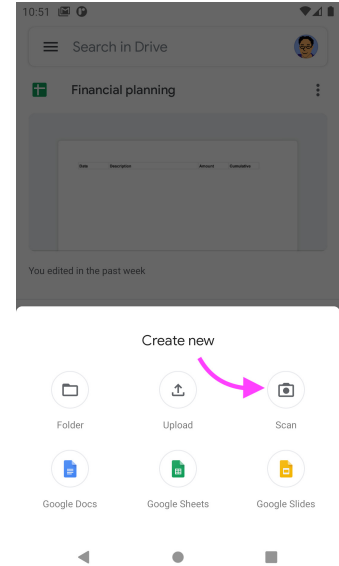 10:51
Search in Drive
Financial planning
Date Description Amount Cumulative
You edited in the past week
Create new
Folder Upload Scan
Google Docs Google Sheets Google Slides